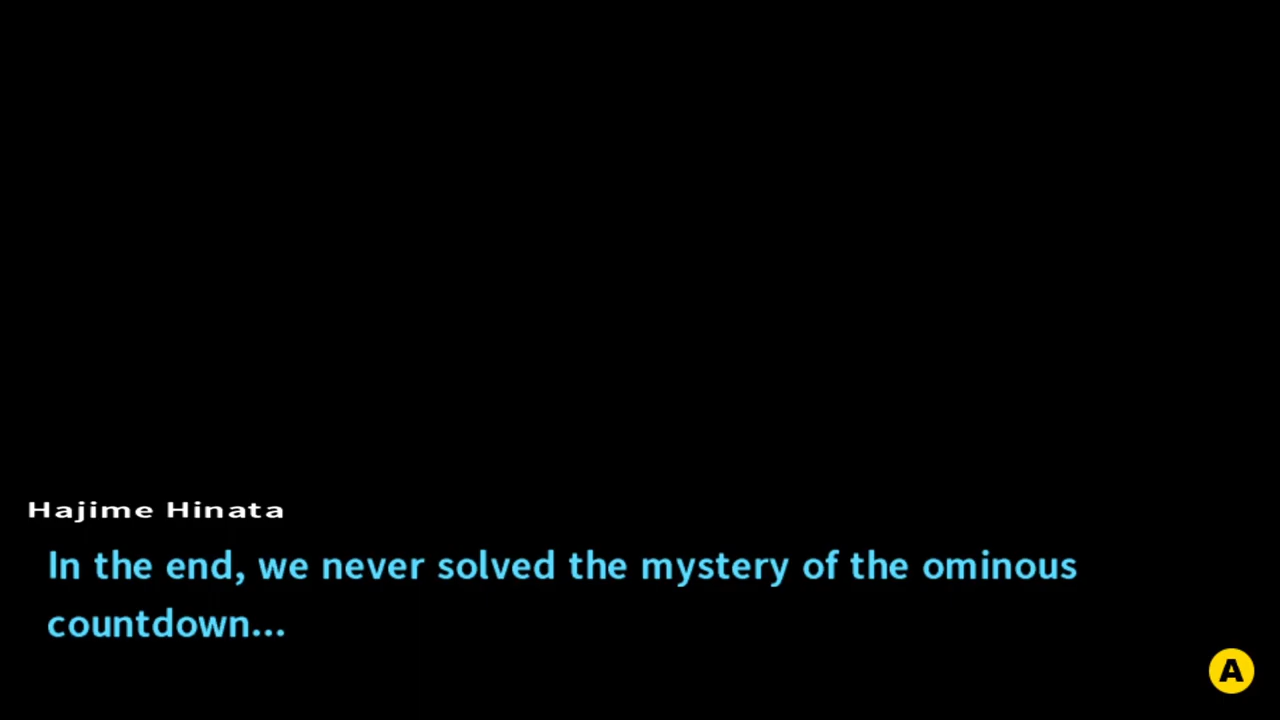 Hajime Hinata
In the end, we never solved the mystery of the ominous
countdown...
A